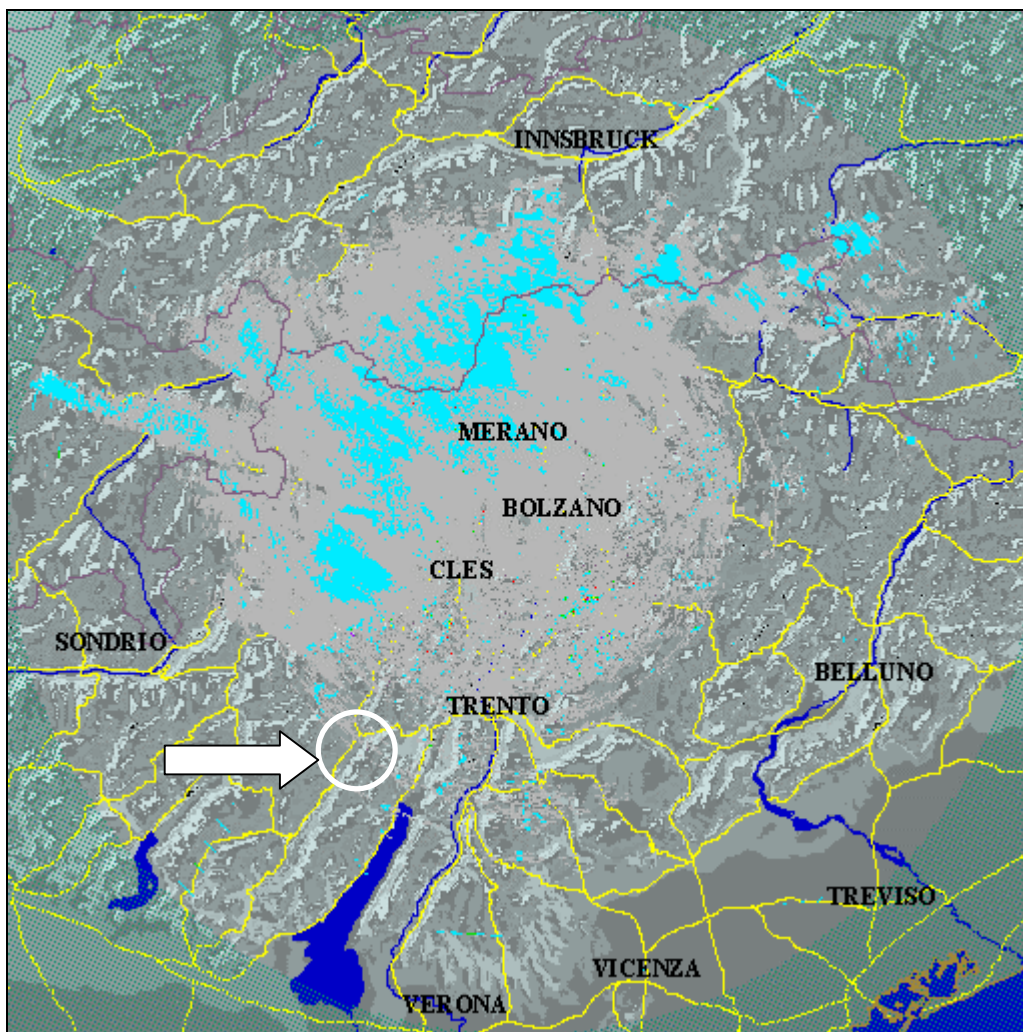 INNSBRUCK
MERANO
BOLZANO
CLES
SONDRIO
BELLUNO
TRENTO
TREVISO
VICENZA
VERONA